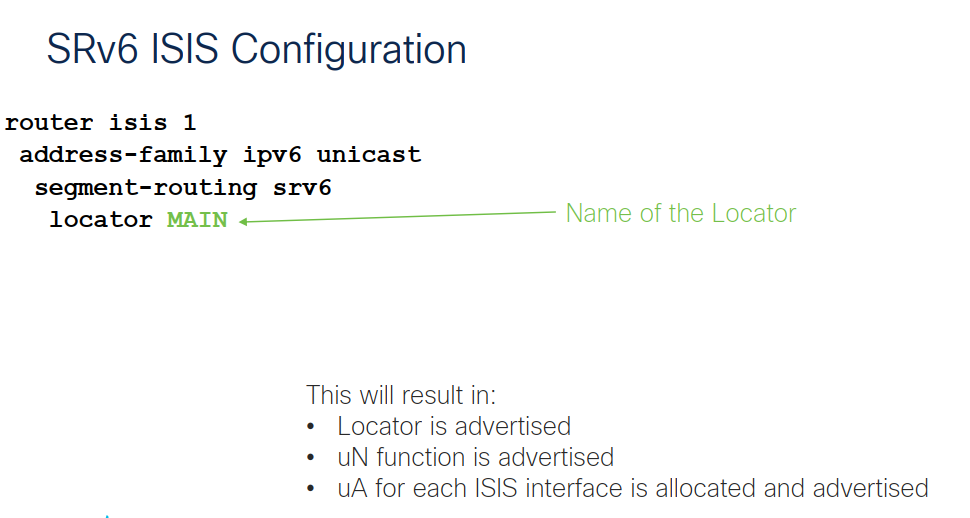 SRv6 ISIS Configuration
router isis 1
address-family ipv6 unicast
segment-routing srv6
locator MAIN
Name of the Locator
This will result in:
• Locator is advertised
• uN function is advertised
• uA for each ISIS interface is allocated and advertised